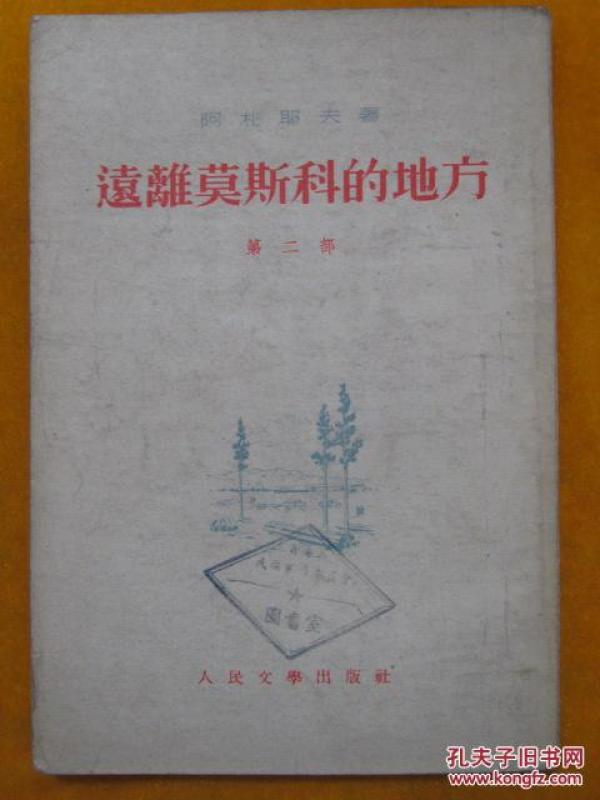 阿札耶夫著
遠離莫斯科的地方
第二部
圖書室
人民文學出版社
孔夫子旧书网
www.kongfz.com